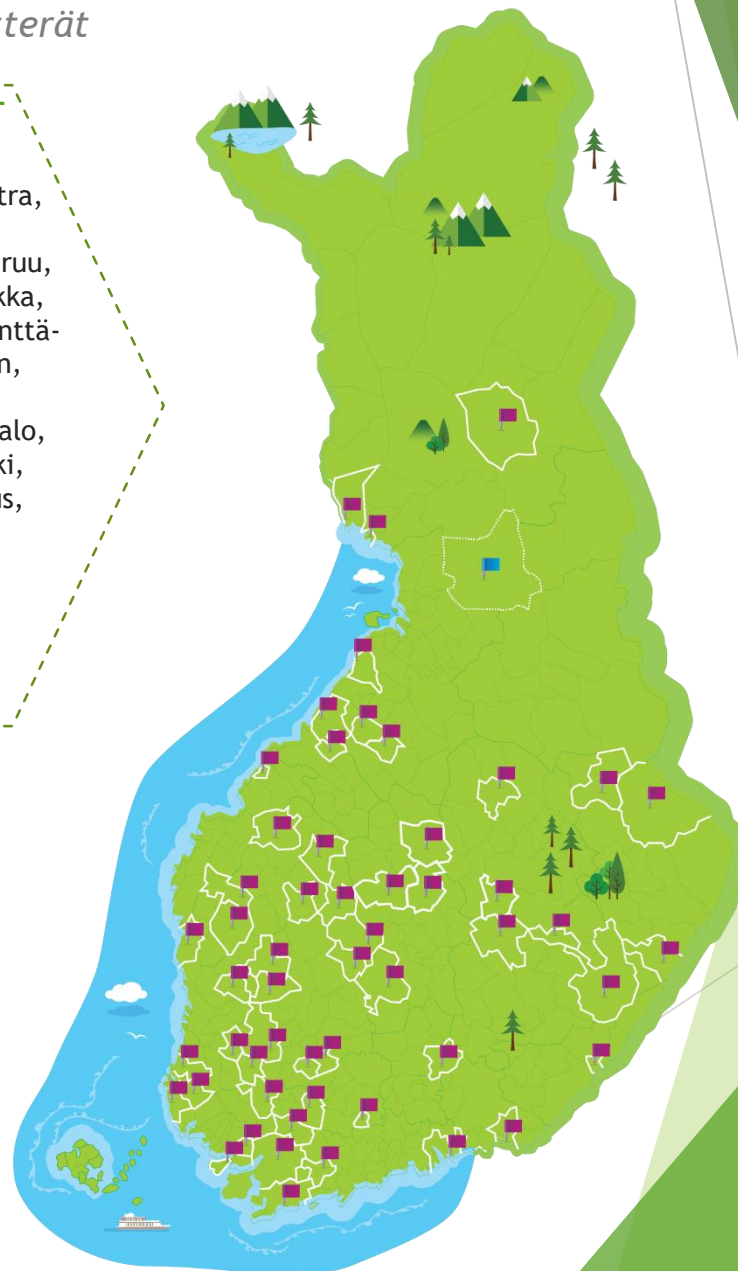 terät
tra,
ruu,
kka,
nttä-
n,
alo,
ki,
us,